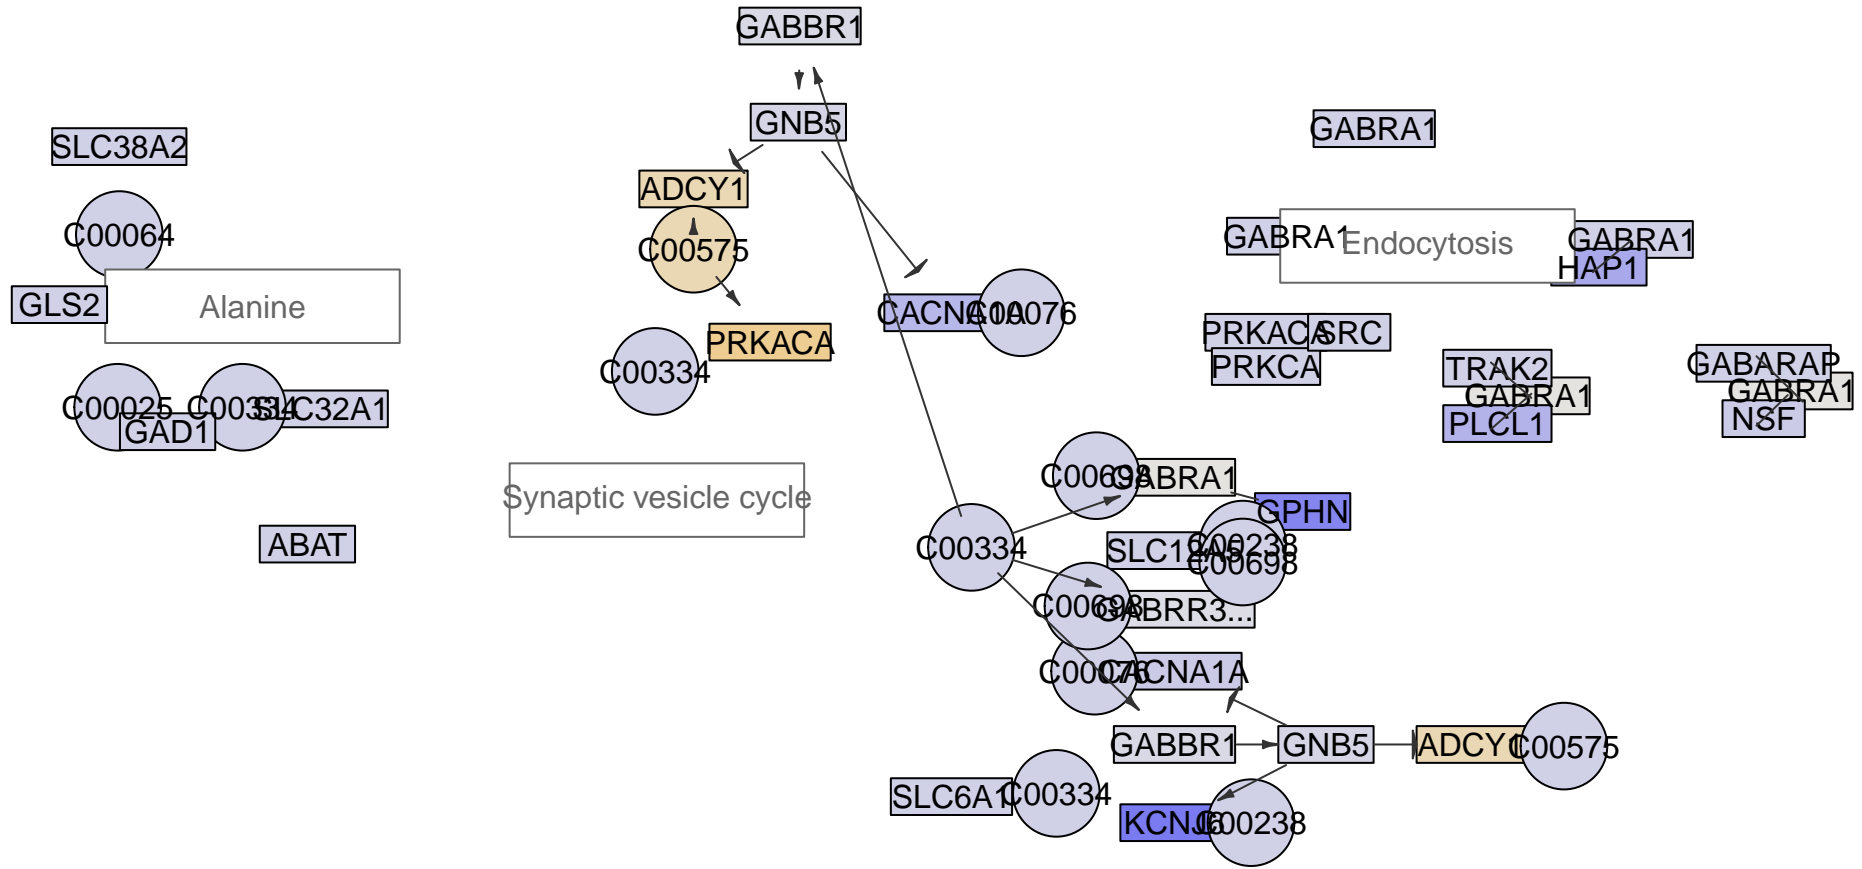 GABBR1
GNB5
GABRA1
SLC38A2
ADCY1
C00064
C00575
GABRA1
Endocytosis
GABRA1
HAP1
GLS2
Alanine
CACNA1A
C00076
PRKACA
PRKACA
SRC
C00334
PRKCA
TRAK2
GABARAP
GABRA1
GABRA1
C00025
C00334
SLC32A1
GAD1
PLCL1
NSF
C00698
GABRA1
Synaptic vesicle cycle
GPHN
ABAT
C00334
SLC12A5
C00238
C00698
C00698
GABRR3...
C00076
CACNA1A
GABBR1
GNB5
ADCY1
C00575
SLC6A1
C00334
KCNJ6
C00238